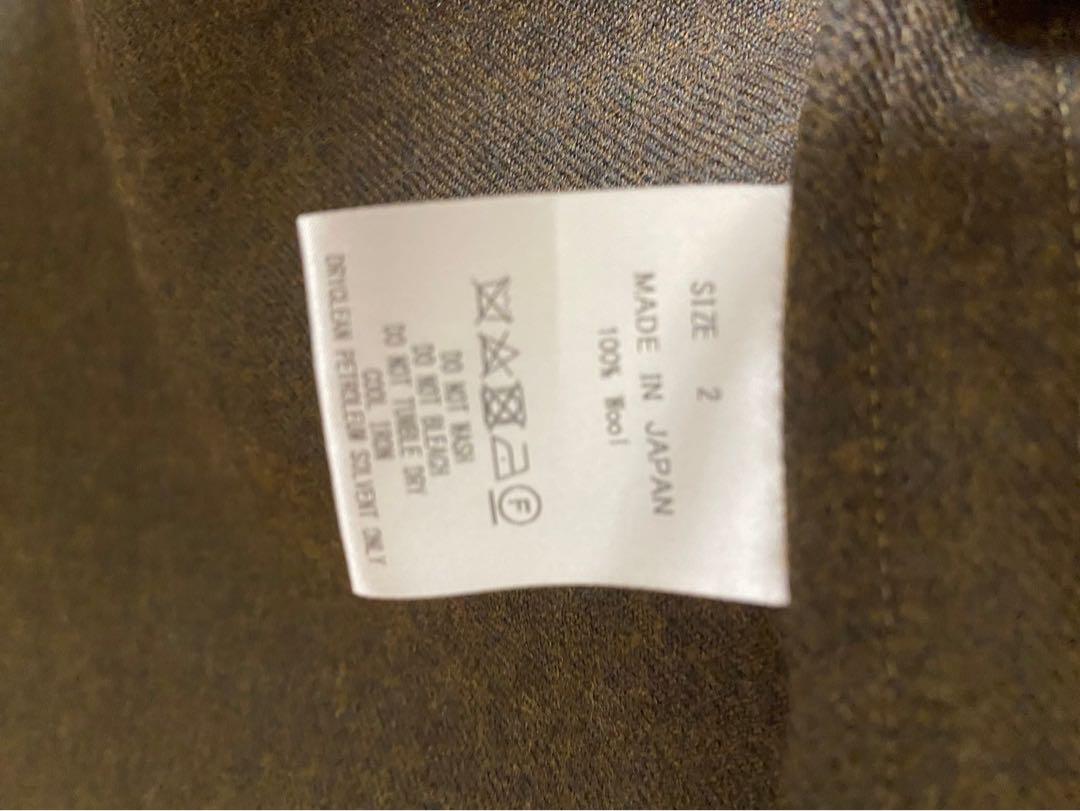 SIZE 2
MADE IN JAPAN
100% Wool
F
DO NOT WASH
DO NOT BLEACH
DO NOT TUMBLE DRY
COOL IRON
DRYCLEAN PETROLEUM SOLVENT ONLY